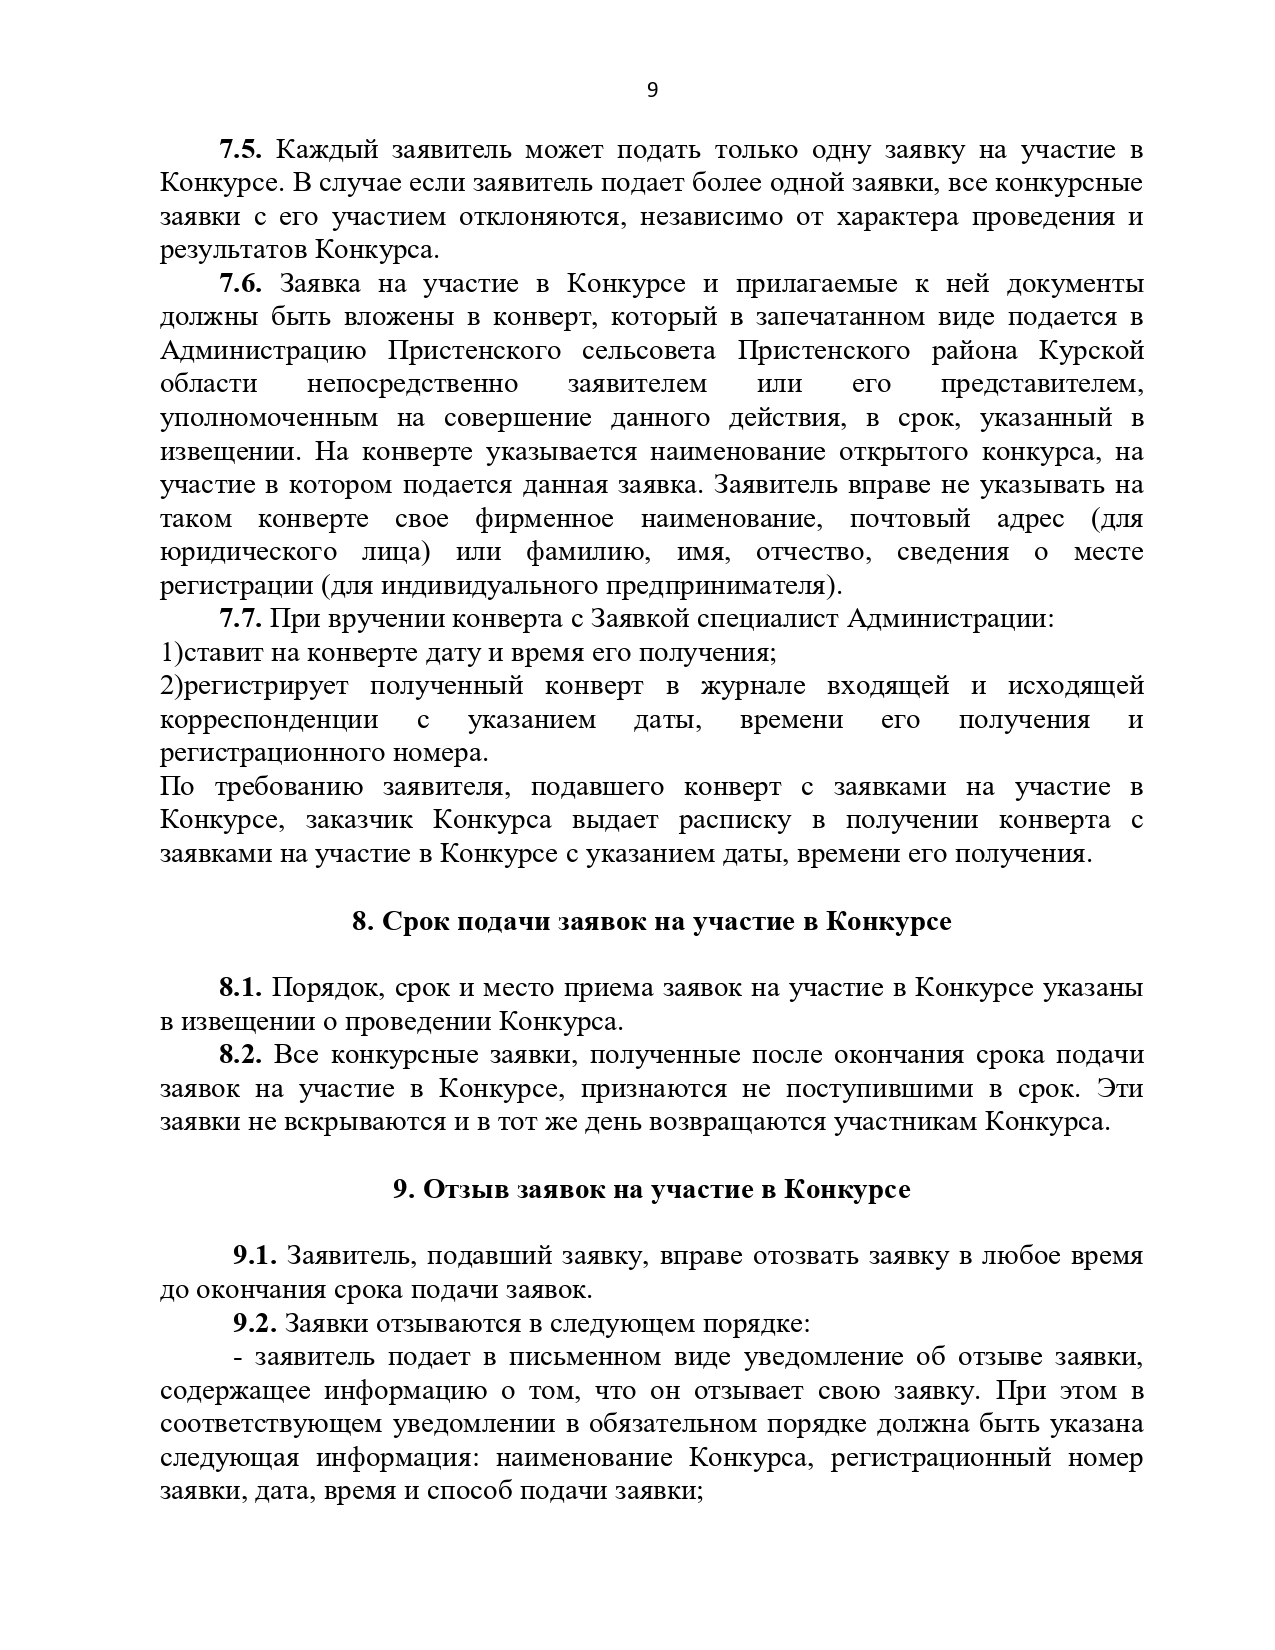 9
7.5. Каждый заявитель может подать только одну заявку на участие в
Конкурсе. В случае если заявитель подает более одной заявки, все конкурсные
заявки с его участием отклоняются, независимо от характера проведения и
результатов Конкурса.
7.6. Заявка на участие в Конкурсе и прилагаемые к ней документы
должны быть вложены в конверт, который в запечатанном виде подается в
Администрацию Пристенского сельсовета Пристенского района Курской
области непосредственно заявителем или его представителем,
уполномоченным на совершение данного действия, в срок, указанный в
извещении. На конверте указывается наименование открытого конкурса, на
участие в котором подается данная заявка. Заявитель вправе не указывать на
таком конверте свое фирменное наименование, почтовый адрес (для
юридического лица) или фамилию, имя, отчество, сведения о месте
регистрации (для индивидуального предпринимателя).
7.7. При вручении конверта с Заявкой специалист Администрации:
1)ставит на конверте дату и время его получения;
2)регистрирует полученный конверт в журнале входящей и исходящей
корреспонденции с указанием даты, времени его получения и
регистрационного номера.
По требованию заявителя, подавшего конверт с заявками на участие в
Конкурсе, заказчик Конкурса выдает расписку в получении конверта с
заявками на участие в Конкурсе с указанием даты, времени его получения.
8. Срок подачи заявок на участие в Конкурсе
8.1. Порядок, срок и место приема заявок на участие в Конкурсе указаны
в извещении о проведении Конкурса.
8.2. Все конкурсные заявки, полученные после окончания срока подачи
заявок на участие в Конкурсе, признаются не поступившими в срок. Эти
заявки не вскрываются и в тот же день возвращаются участникам Конкурса.
9. Отзыв заявок на участие в Конкурсе
9.1. Заявитель, подавший заявку, вправе отозвать заявку в любое время
до окончания срока подачи заявок.
9.2. Заявки отзываются в следующем порядке:
- заявитель подает в письменном виде уведомление об отзыве заявки,
содержащее информацию о том, что он отзывает свою заявку. При этом в
соответствующем уведомлении в обязательном порядке должна быть указана
следующая информация: наименование Конкурса, регистрационный номер
заявки, дата, время и способ подачи заявки;